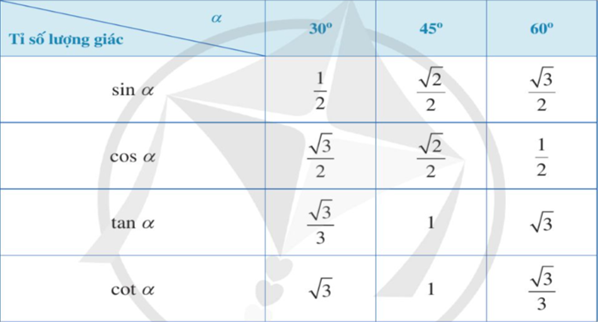 α
Tỉ số lượng giác 30° 45° 60°
sin α 1/2 √2/2 √3/2
cos α √3/2 √2/2 1/2
tan α √3/3 1 √3
cot α √3 1 √3/3